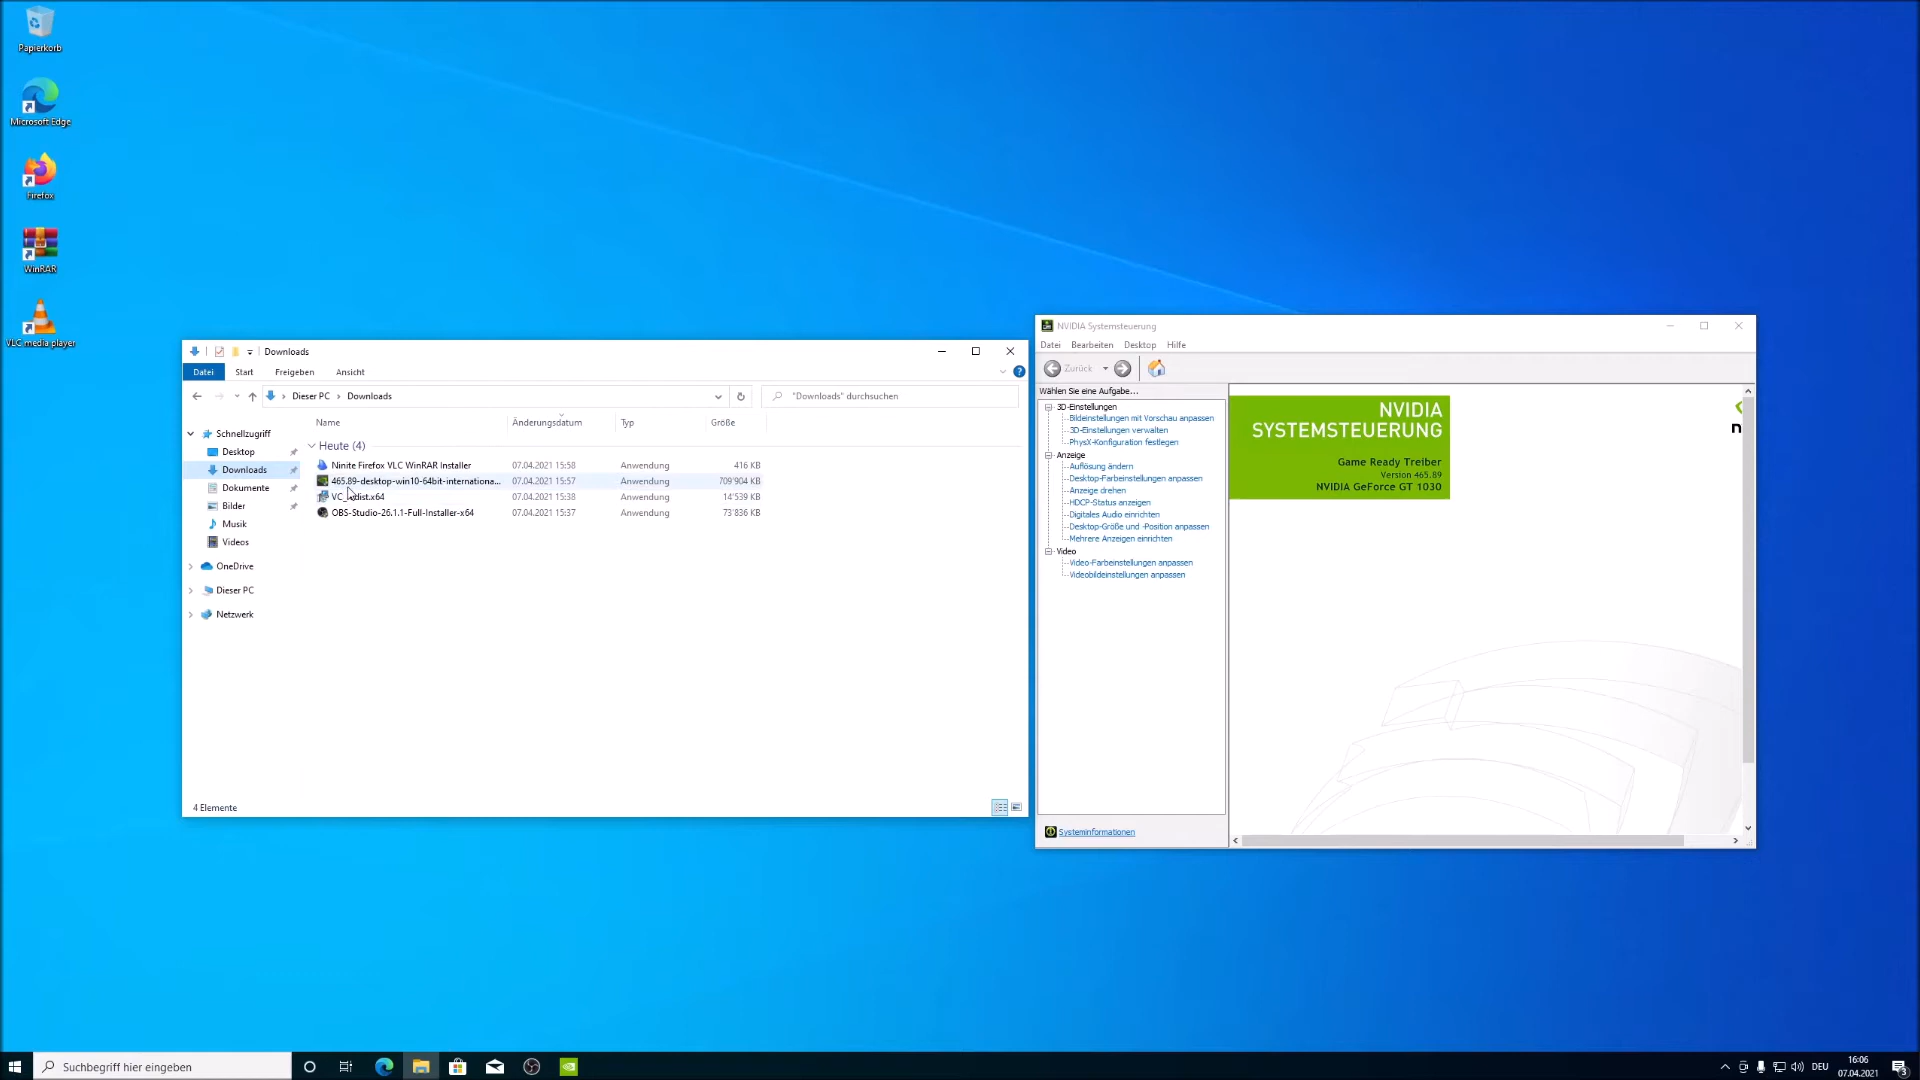 Papierkorb
Microsoft Edge
Firefox
WinRAR
VLC media player
Downloads
Datei Start Freigeben Ansicht
Dieser PC > Downloads
"Downloads" durchsuchen
Name Änderungsdatum Typ Größe
Schnellzugriff
Desktop
Downloads
Dokumente
Bilder
Musik
Videos
OneDrive
Dieser PC
Netzwerk
Heute (4)
Ninite Firefox VLC WinRAR Installer 07.04.2021 15:58 Anwendung 416 KB
465.89-desktop-win10-64bit-internationa... 07.04.2021 15:57 Anwendung 709'904 KB
07.04.2021 15:38 Anwendung 14'539 KB
OBS-Studio-26.1.1-Full-Installer-x64 07.04.2021 15:37 Anwendung 73'836 KB
4 Elemente
NVIDIA Systemsteuerung
Datei Bearbeiten Desktop Hilfe
Zurück
Wählen Sie eine Aufgabe...
3D-Einstellungen
Bildeinstellungen mit Vorschau anpassen
3D-Einstellungen verwalten
PhysX-Konfiguration festlegen
Anzeige
Auflösung ändern
Desktop-Farbeinstellungen anpassen
Anzeige drehen
HDCP-Status anzeigen
Digitales Audio einrichten
Desktop-Größe und -Position anpassen
Mehrere Anzeigen einrichten
Video
Video-Farbeinstellungen anpassen
Videobildeinstellungen anpassen
Systeminformationen
NVIDIA
SYSTEMSTEUERUNG
Game Ready Treiber
Version 465.89
NVIDIA GeForce GT 1030
n
Suchbegriff hier eingeben
DEU
16:06
07.04.2021
3